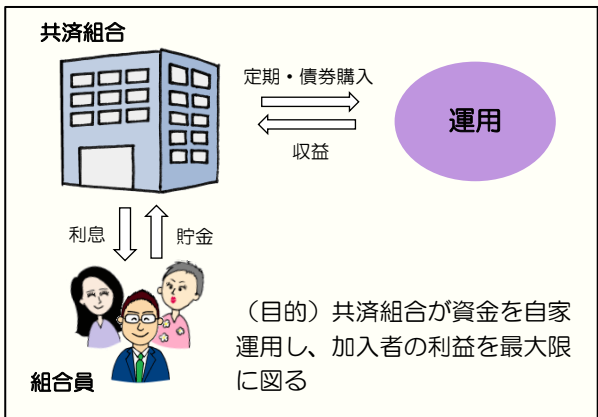 共済組合
定期・債券購入
運用
収益
利息
貯金
（目的）共済組合が資金を自家
運用し、加入者の利益を最大限
に図る
組合員